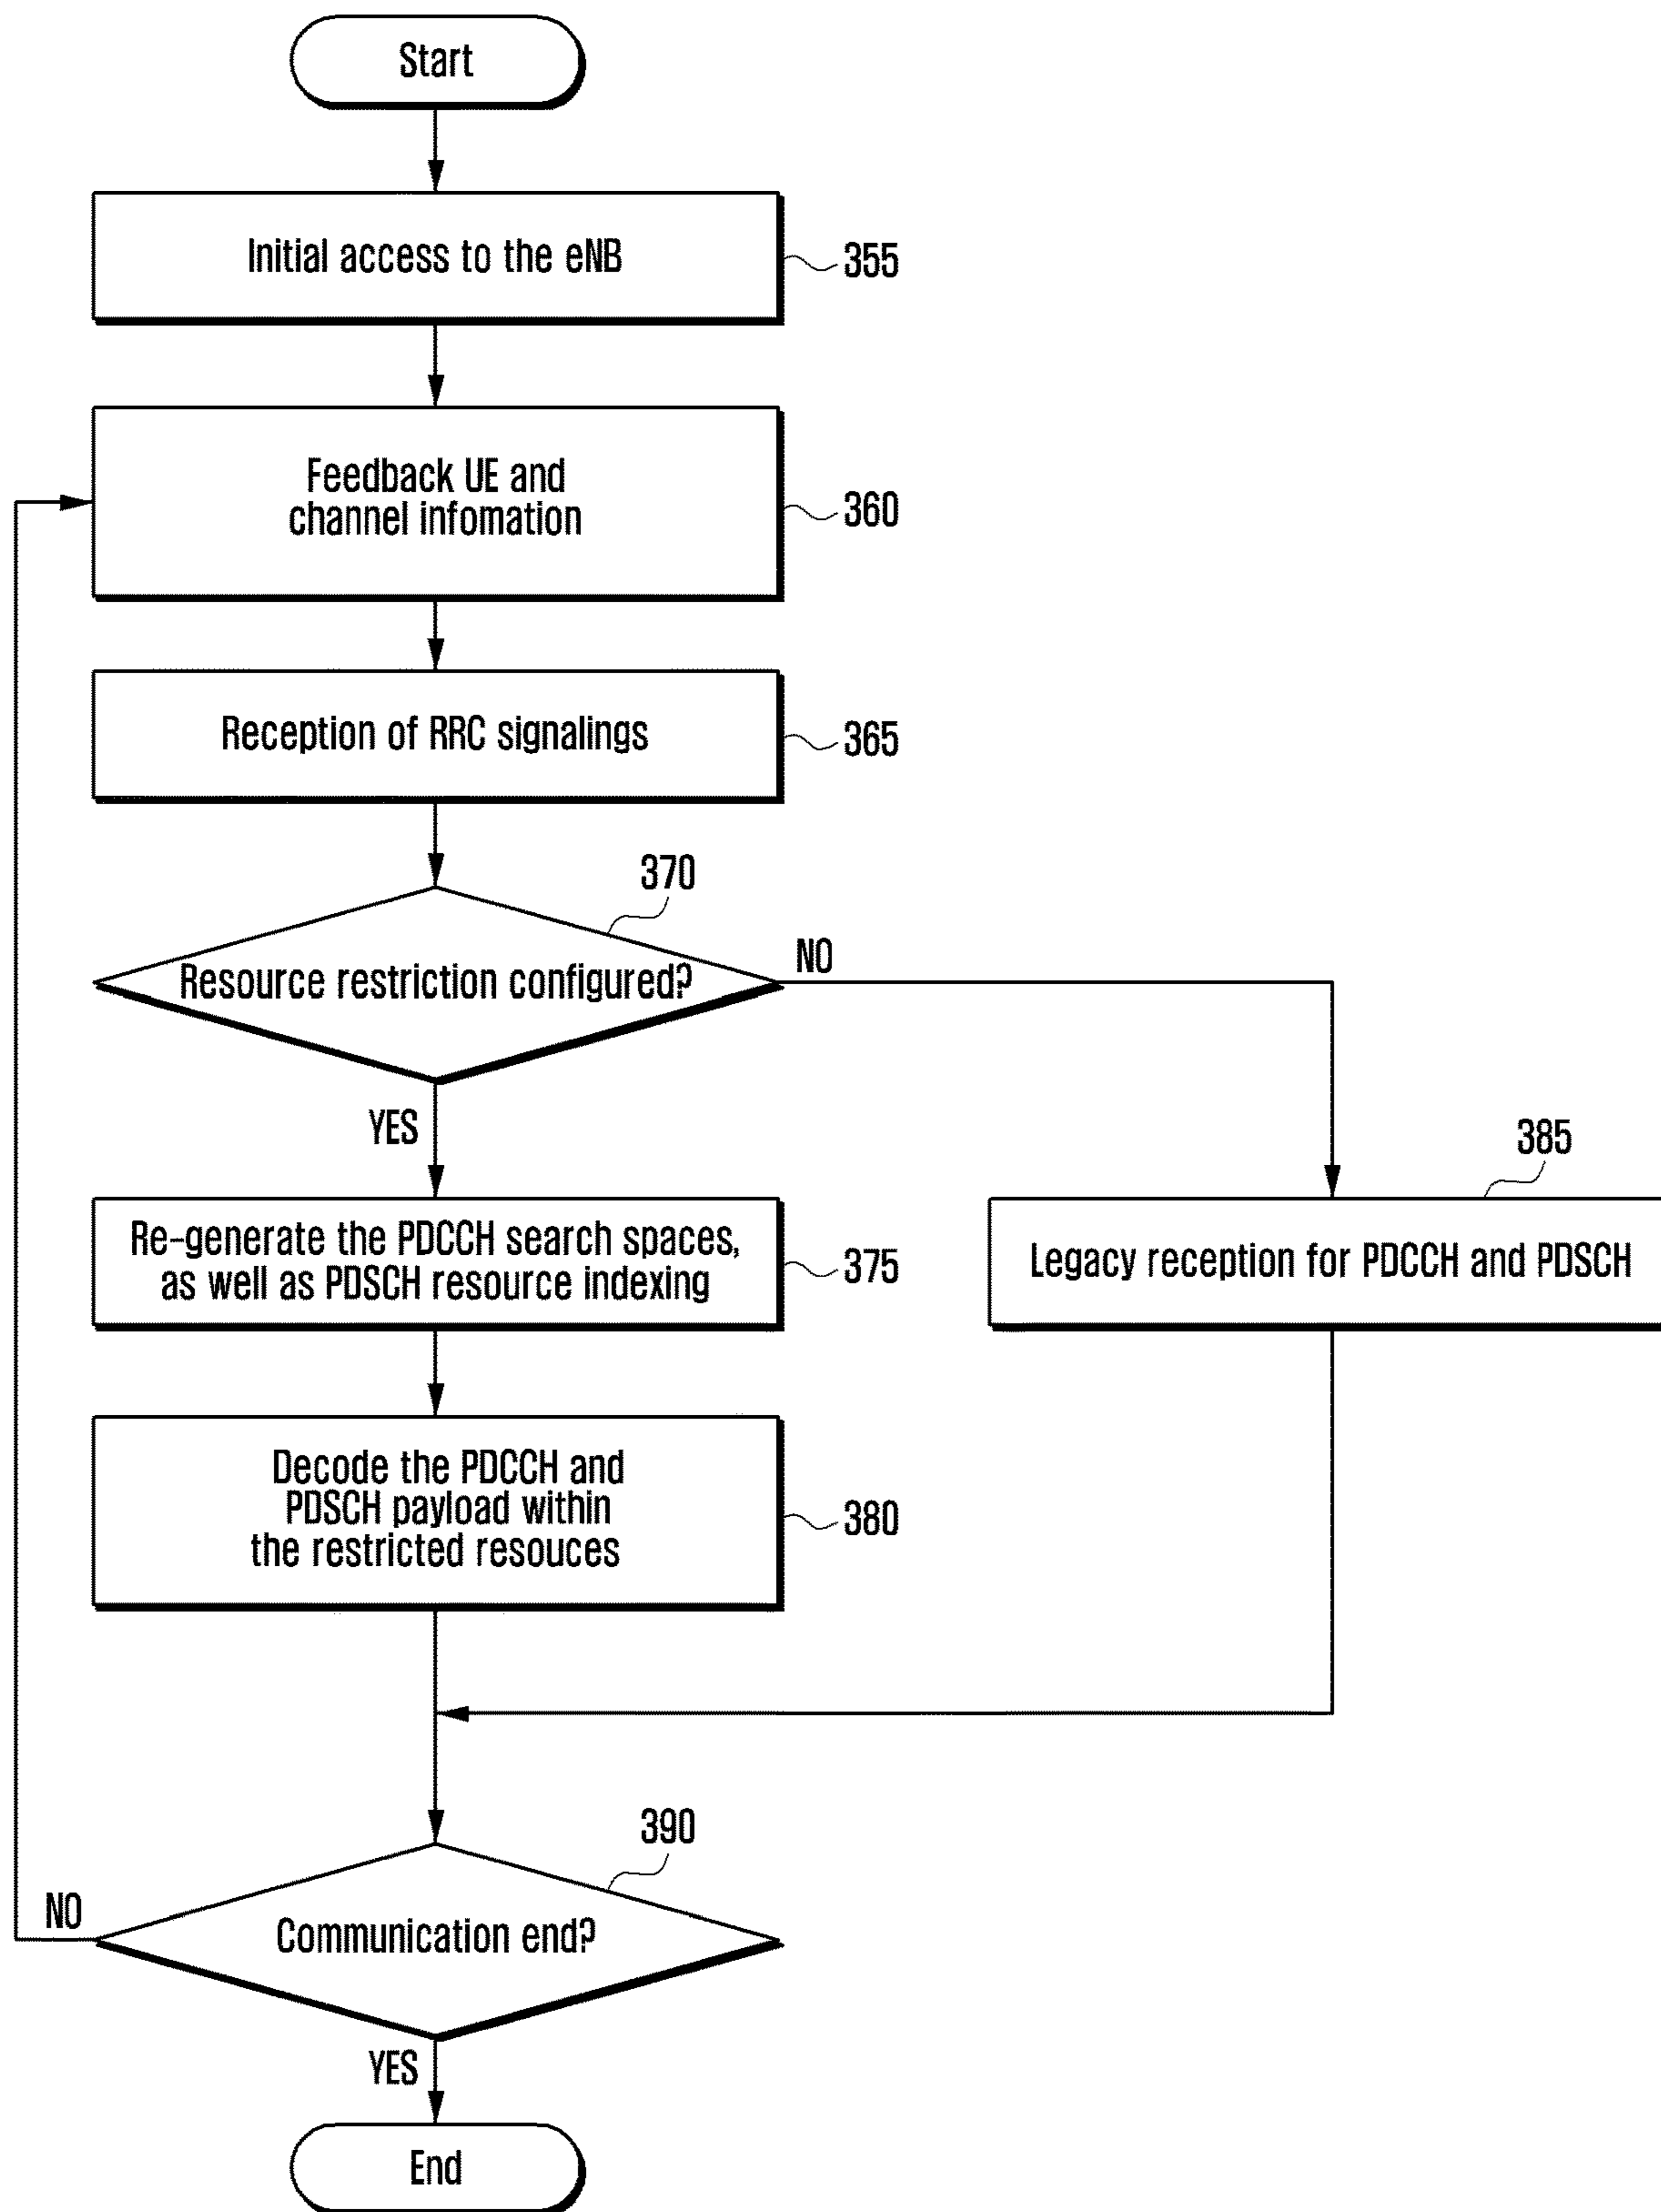 Start
Initial access to the eNB
355
Feedback UE and
channel infomation
360
Reception of RRC signalings
365
370
Resource restriction configured?
NO
YES
385
Re-generate the PDCCH search spaces,
as well as PDSCH resource indexing
375
Legacy reception for PDCCH and PDSCH
Decode the PDCCH and
PDSCH payload within
the restricted resouces
380
390
NO
Communication end?
YES
End